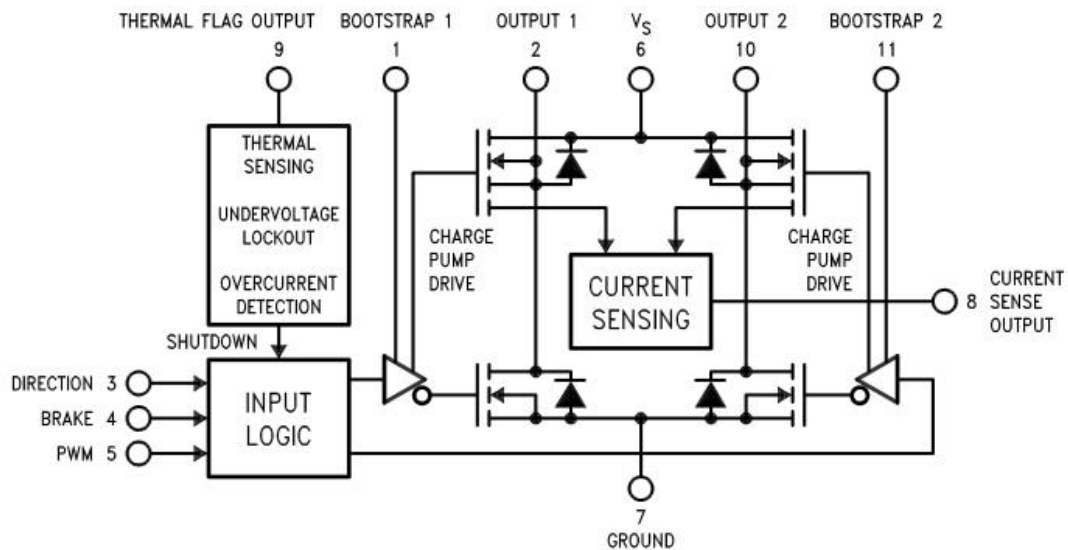 THERMAL FLAG OUTPUT
9
BOOTSTRAP 1
1
OUTPUT 1
2
VS
6
OUTPUT 2
10
BOOTSTRAP 2
11
THERMAL
SENSING
UNDERVOLTAGE
LOCKOUT
OVERCURRENT
DETECTION
SHUTDOWN
CHARGE
PUMP
DRIVE
CURRENT
SENSING
CHARGE
PUMP
DRIVE
8 CURRENT
SENSE
OUTPUT
DIRECTION 3
BRAKE 4
PWM 5
INPUT
LOGIC
7
GROUND